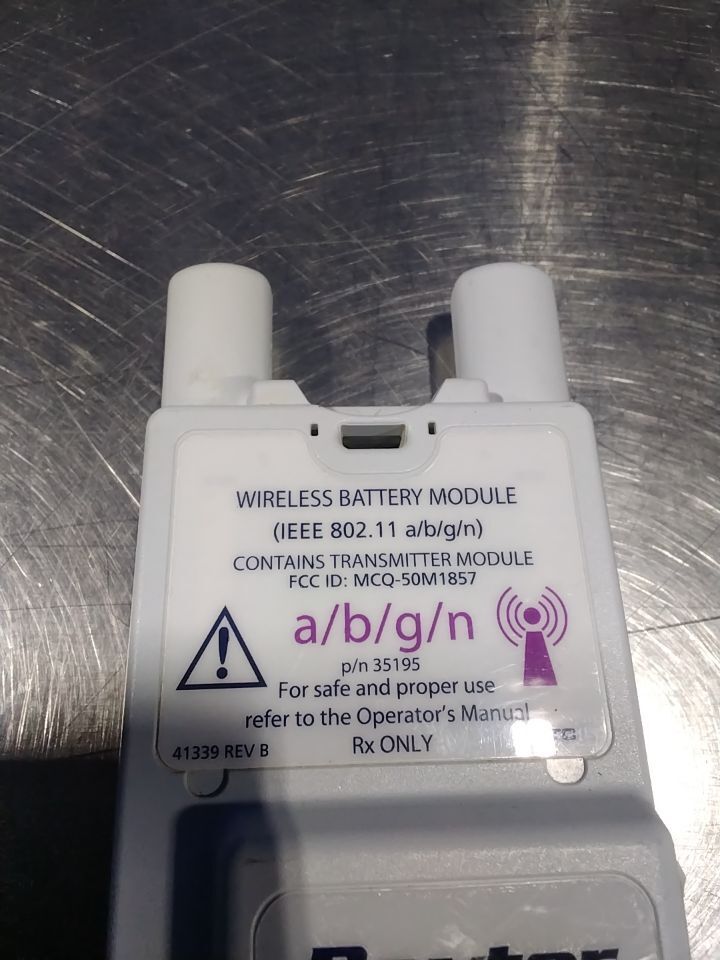 WIRELESS BATTERY MODULE
(IEEE 802.11 a/b/g/n)
CONTAINS TRANSMITTER MODULE
FCC ID: MCQ-50M1857
a/b/g/n
p/n 35195
For safe and proper use
refer to the Operator's Manual
41339 REV B
Rx ONLY
Baxter